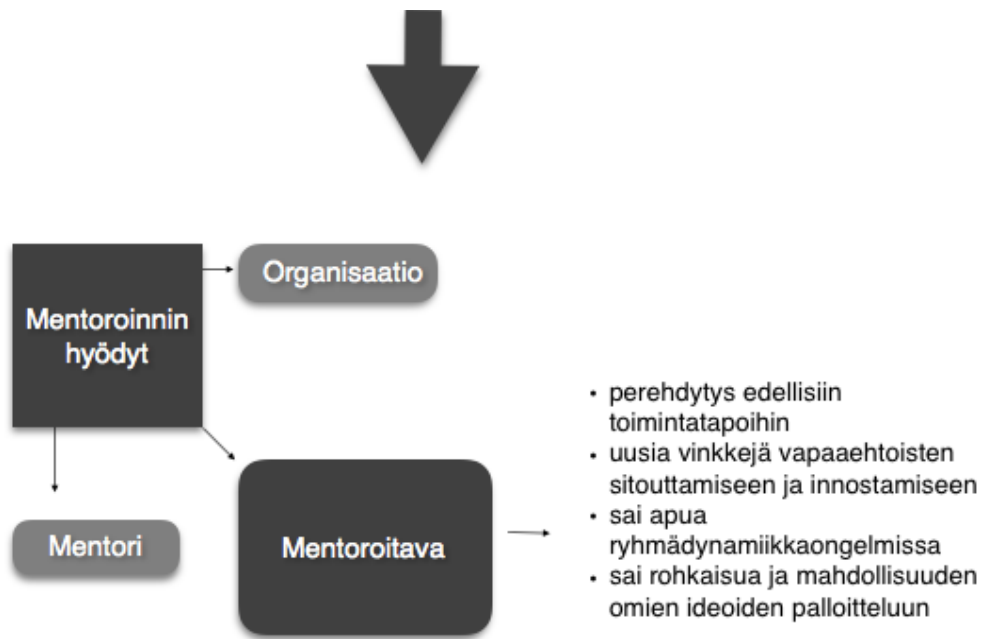 Organisaatio
Mentoroinnin
hyödyt
Mentori
Mentoroitava
• perehdytys edellisiin
toimintatapoihin
• uusia vinkkejä vapaaehtoisten
sitouttamiseen ja innostamiseen
• sai apua
ryhmädynamiikkaongelmissa
• sai rohkaisua ja mahdollisuuden
omien ideoiden palloitteluun